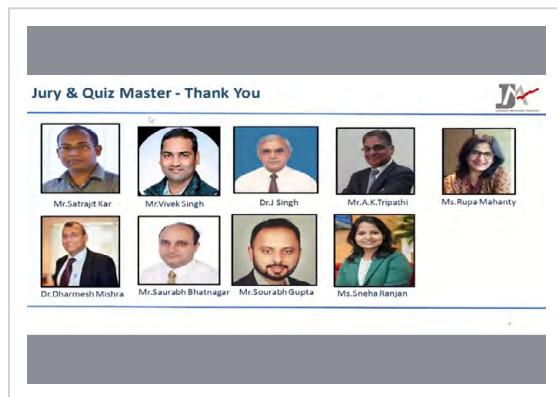 Jury & Quiz Master - Thank You
Mr.Satrajit Kar
Mr.Vivek Singh
Dr.J Singh
Mr.A.K.Tripathi
Ms.Rupa Mahanty
Dr.Dharmesh Mishra
Mr.Saurabh Bhatnagar
Mr.Sourabh Gupta
Ms.Sneha Ranjan